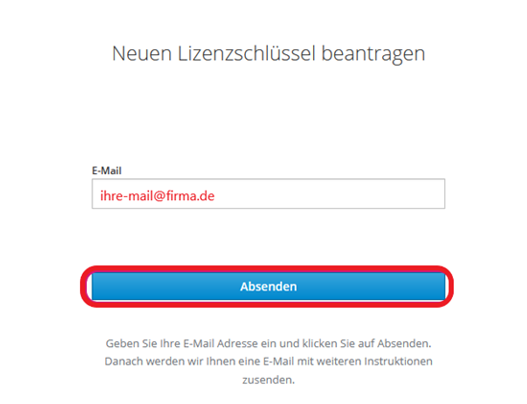 Neuen Lizenzschlüssel beantragen
E-Mail
ihre-mail@firma.de
Absenden
Geben Sie Ihre E-Mail Adresse ein und klicken Sie auf Absenden.
Danach werden wir Ihnen eine E-Mail mit weiteren Instruktionen
zusenden.